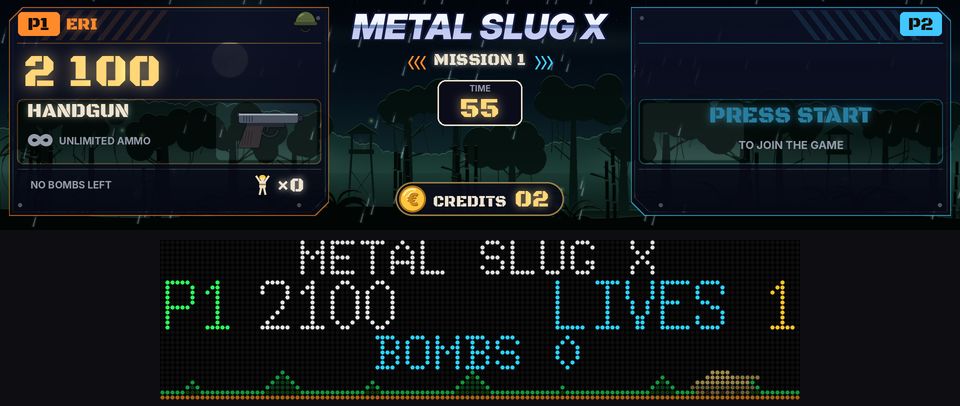 P1 ERI
2 100
HANDGUN
∞ UNLIMITED AMMO
NO BOMBS LEFT
×0
METAL SLUG X
MISSION 1
TIME
55
€ CREDITS 02
P2
PRESS START
TO JOIN THE GAME
METAL SLUG X
P1 2100 LIVES 1
BOMBS 0